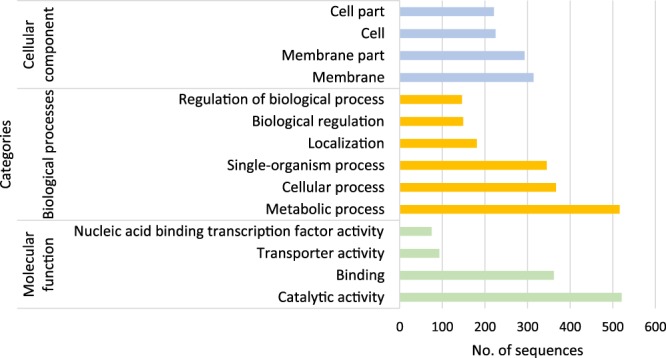 Categories
Cellular
component
Cell part
Cell
Membrane part
Membrane
Biological processes
Regulation of biological process
Biological regulation
Localization
Single-organism process
Cellular process
Metabolic process
Molecular
function
Nucleic acid binding transcription factor activity
Transporter activity
Binding
Catalytic activity
0 100 200 300 400 500 600
No. of sequences